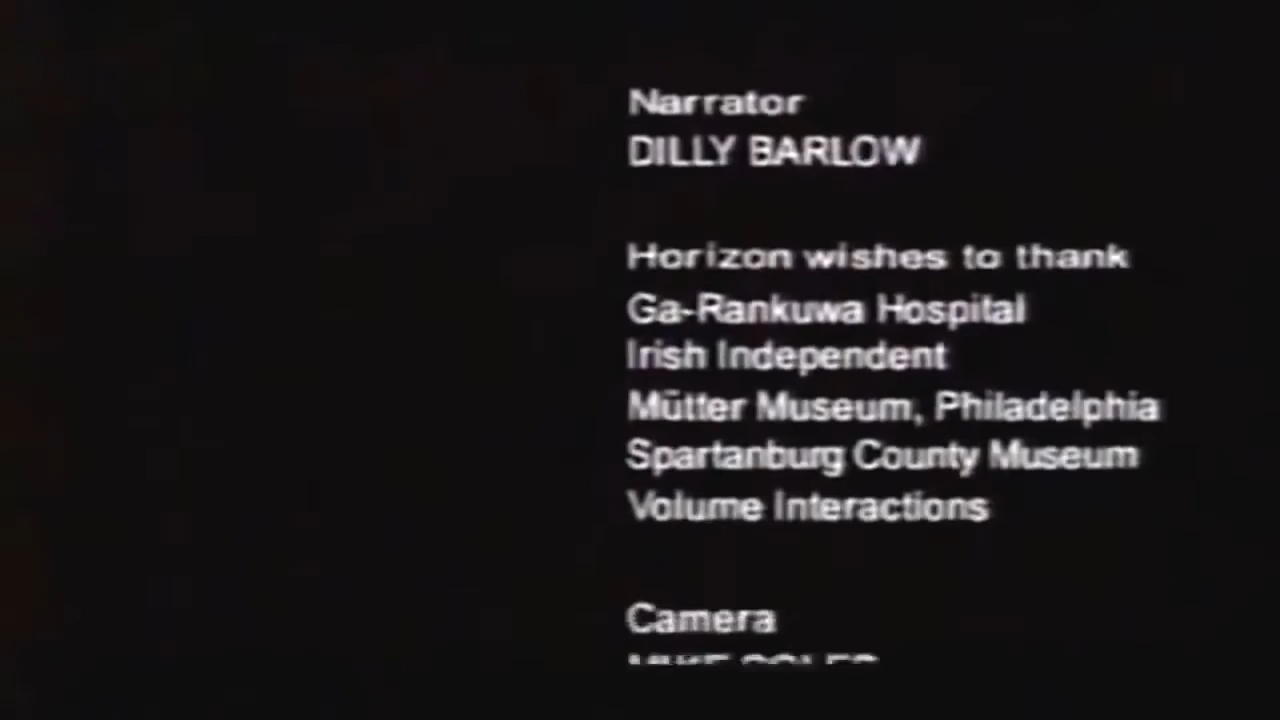 Narrator
DILLY BARLOW
Horizon wishes to thank
Ga-Rankuwa Hospital
Irish Independent
Mütter Museum, Philadelphia
Spartanburg County Museum
Volume Interactions
Camera
MIKE